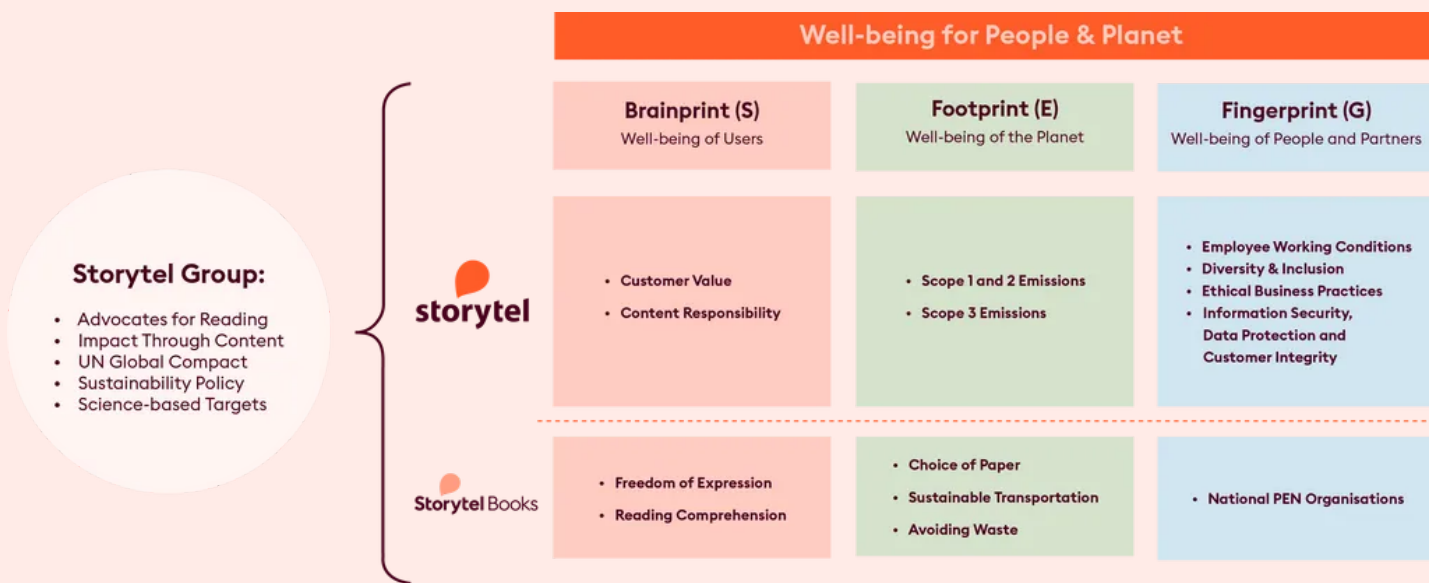 Well-being for People & Planet
Brainprint (S)
Well-being of Users
Footprint (E)
Well-being of the Planet
Fingerprint (G)
Well-being of People and Partners
Storytel Group:
• Advocates for Reading
• Impact Through Content
• UN Global Compact
• Sustainability Policy
• Science-based Targets
storytel
• Customer Value
• Content Responsibility
• Scope 1 and 2 Emissions
• Scope 3 Emissions
• Employee Working Conditions
• Diversity & Inclusion
• Ethical Business Practices
• Information Security,
Data Protection and
Customer Integrity
Storytel Books
• Freedom of Expression
• Reading Comprehension
• Choice of Paper
• Sustainable Transportation
• Avoiding Waste
• National PEN Organisations